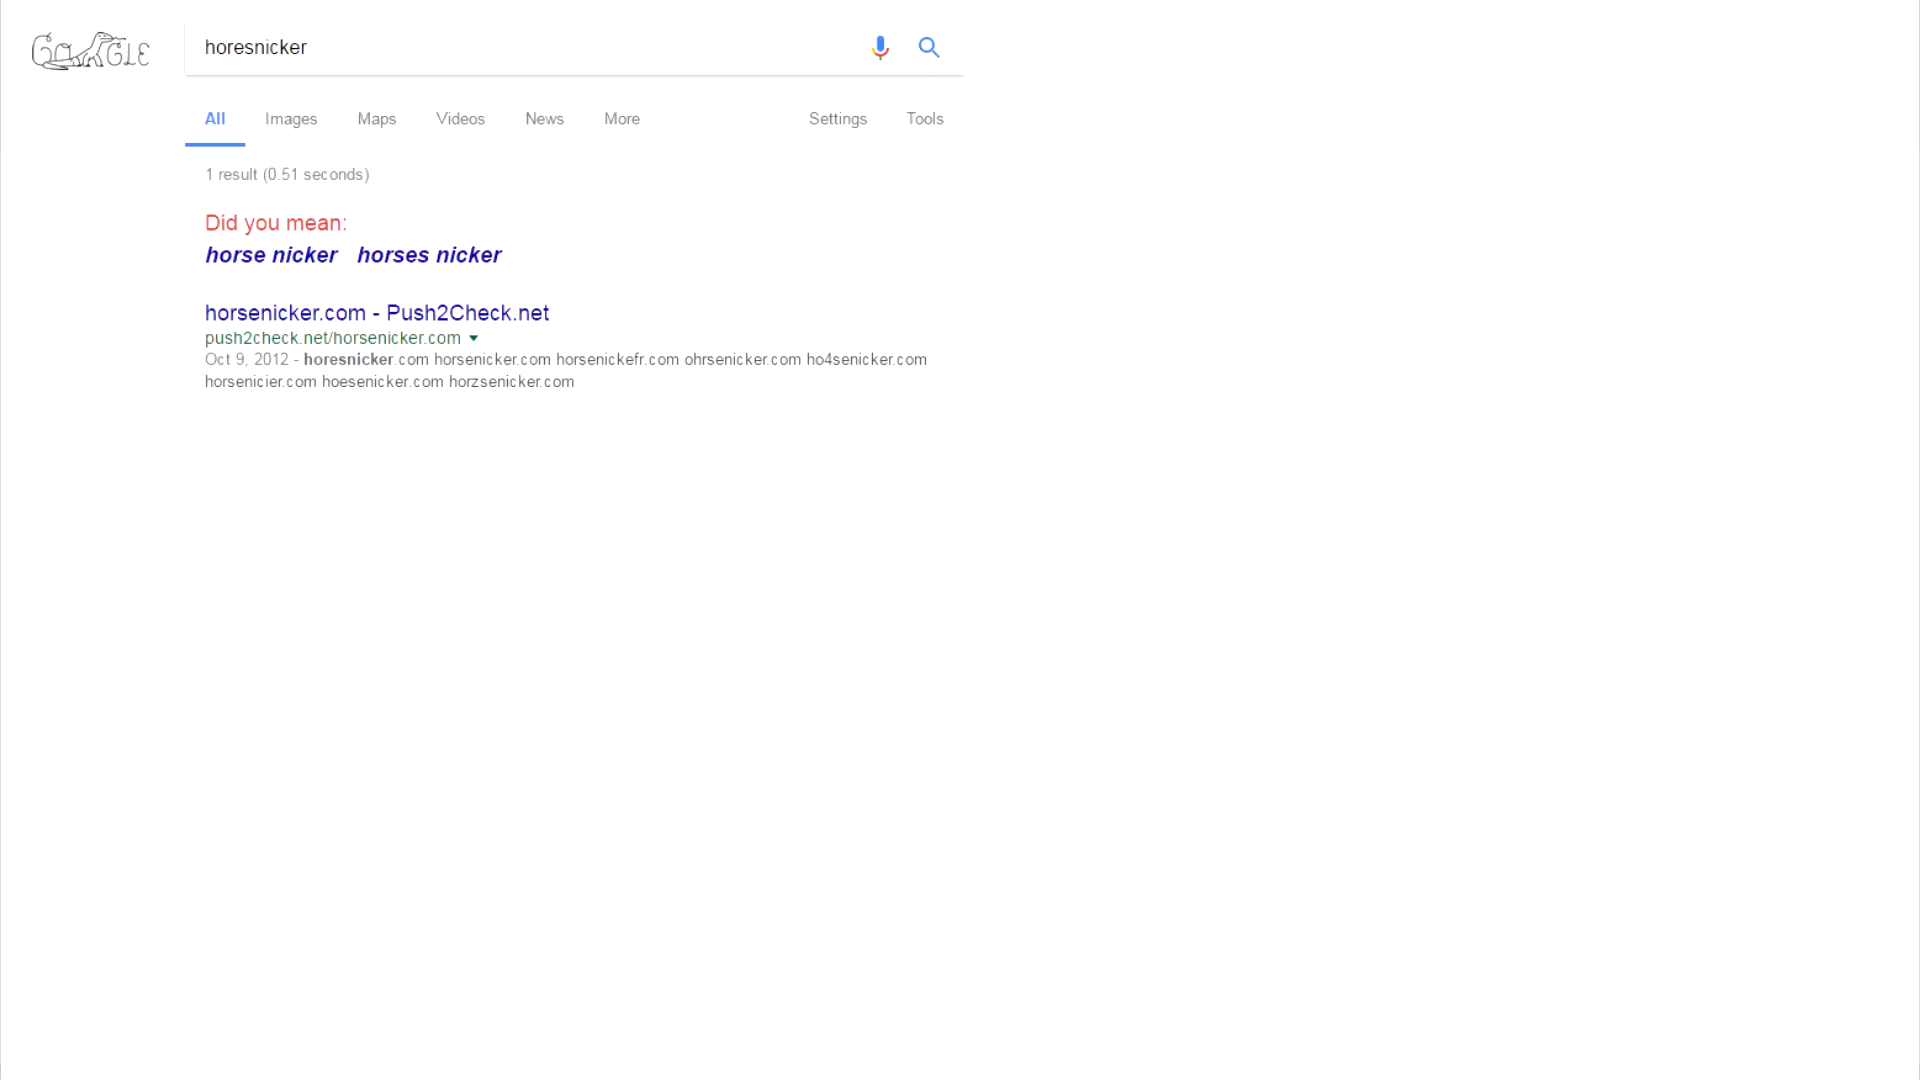 GOOGLE
horesnicker
All Images Maps Videos News More Settings Tools
1 result (0.51 seconds)
Did you mean:
horse nicker horses nicker
horsenicker.com - Push2Check.net
push2check.net/horsenicker.com
Oct 9, 2012 - horesnicker.com horsenicker.com horsenickefr.com ohrsenicker.com ho4senicker.com
horsenicier.com hoesenicker.com horzsenicker.com